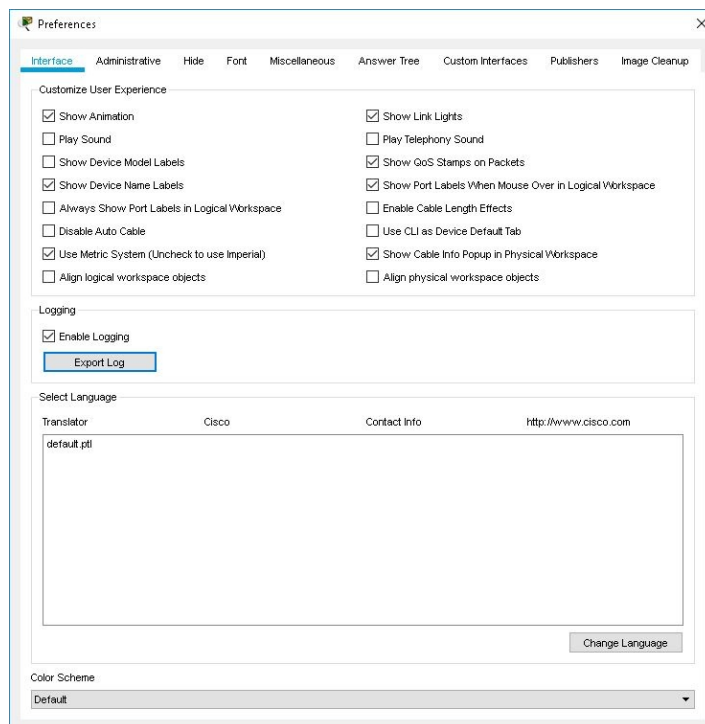 Preferences
Interface Administrative Hide Font Miscellaneous Answer Tree Custom Interfaces Publishers Image Cleanup
Customize User Experience
Show Animation Show Link Lights
Play Sound Play Telephony Sound
Show Device Model Labels Show QoS Stamps on Packets
Show Device Name Labels Show Port Labels When Mouse Over in Logical Workspace
Always Show Port Labels in Logical Workspace Enable Cable Length Effects
Disable Auto Cable Use CLI as Device Default Tab
Use Metric System (Uncheck to use Imperial) Show Cable Info Popup in Physical Workspace
Align logical workspace objects Align physical workspace objects
Logging
Enable Logging
Export Log
Select Language
Translator Cisco Contact Info http://www.cisco.com
default.ptl
Change Language
Color Scheme
Default